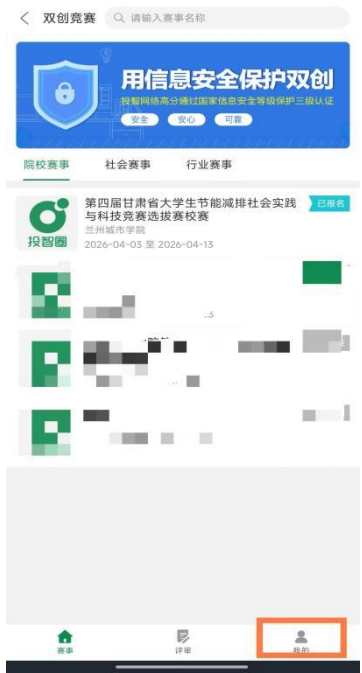 双创竞赛
请输入赛事名称
用信息安全保护双创
投智网络高分通过国家信息安全等级保护三级认证
安全 安心 可靠
院校赛事 社会赛事 行业赛事
第四届甘肃省大学生节能减排社会实践
已报名
与科技竞赛选拔赛校赛
兰州城市学院
投智圈
2026-04-03 至 2026-04-13
赛事 评审 我的